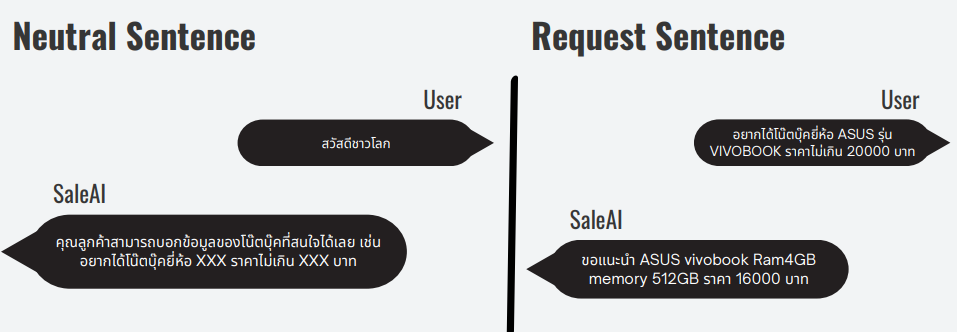 Neutral Sentence
User
สวัสดีชาวโลก
SaleAI
คุณลูกค้าสามารถบอกข้อมูลของโน๊ตบุ๊คที่สนใจได้เลย เช่น
อยากได้โน๊ตบุ๊คยี่ห้อ XXX ราคาไม่เกิน XXX บาท
Request Sentence
User
อยากได้โน๊ตบุ๊คยี่ห้อ ASUS รุ่น
VIVOBOOK ราคาไม่เกิน 20000 บาท
SaleAI
ขอแนะนำ ASUS vivobook Ram4GB
memory 512GB ราคา 16000 บาท